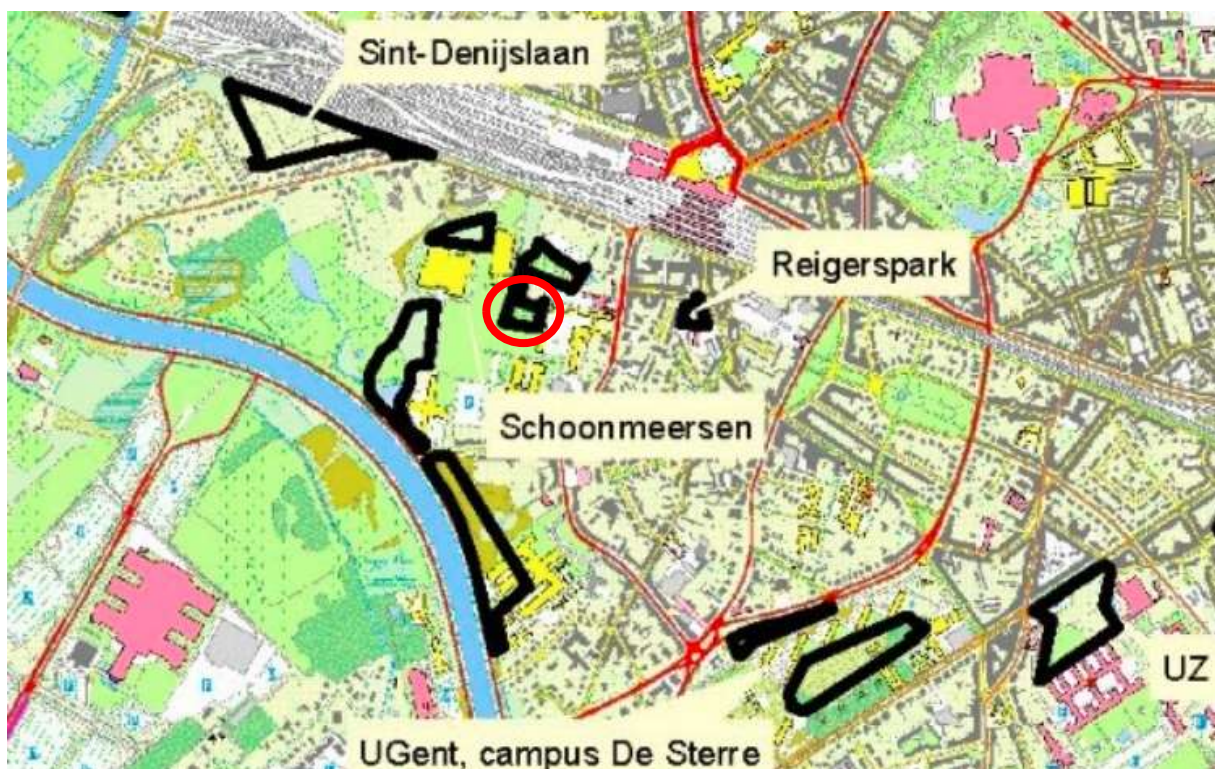 Sint-Denijslaan
Reigerspark
Schoonmeersen
UZ
UGent, campus De Sterre